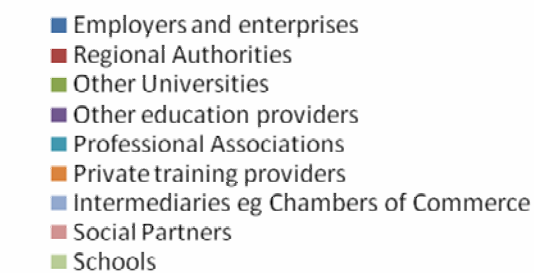 Employers and enterprises
Regional Authorities
Other Universities
Other education providers
Professional Associations
Private training providers
Intermediaries eg Chambers of Commerce
Social Partners
Schools